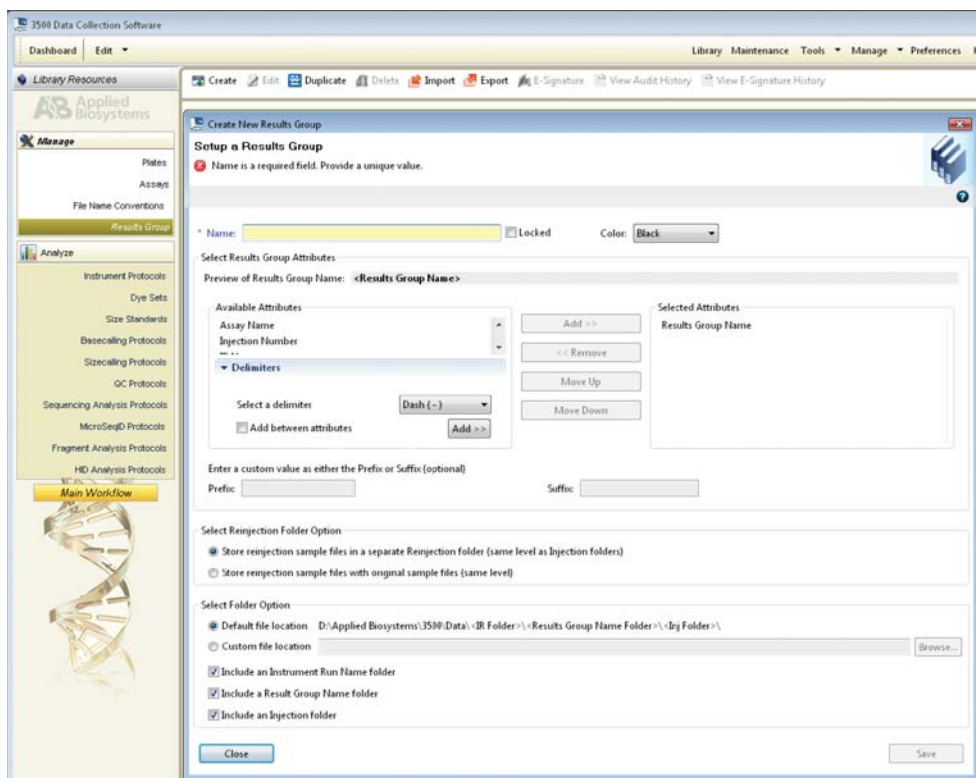 3500 Data Collection Software
Dashboard Edit Library Maintenance Tools Manage Preferences
Library Resources
Create Edit Duplicate Delete Import Export E-Signature View Audit History View E-Signature History
AB Applied Biosystems
Manage
Plates
Assays
File Name Conventions
Results Group
Analyze
Instrument Protocols
Dye Sets
Size Standards
Basecalling Protocols
Sizecalling Protocols
QC Protocols
Sequencing Analysis Protocols
MicroSeqID Protocols
Fragment Analysis Protocols
HID Analysis Protocols
Main Workflow
Create New Results Group
Setup a Results Group
Name is a required field. Provide a unique value.
* Name: Locked Color: Black
Select Results Group Attributes
Preview of Results Group Name: <Results Group Name>
Available Attributes
Assay Name
Injection Number
Delimiters
Select a delimiter Dash ( - )
Add between attributes Add >>
Add >>
<< Remove
Move Up
Move Down
Selected Attributes
Results Group Name
Enter a custom value as either the Prefix or Suffix (optional)
Prefix: Suffix:
Select Reinjection Folder Option
Store reinjection sample files in a separate Reinjection folder (same level as Injection folders)
Store reinjection sample files with original sample files (same level)
Select Folder Option
Default file location D:\Applied Biosystems\3500\Data\<IR Folder>\<Results Group Name Folder>\<Inj Folder>\
Custom file location Browse...
Include an Instrument Run Name folder
Include a Result Group Name folder
Include an Injection folder
Close Save